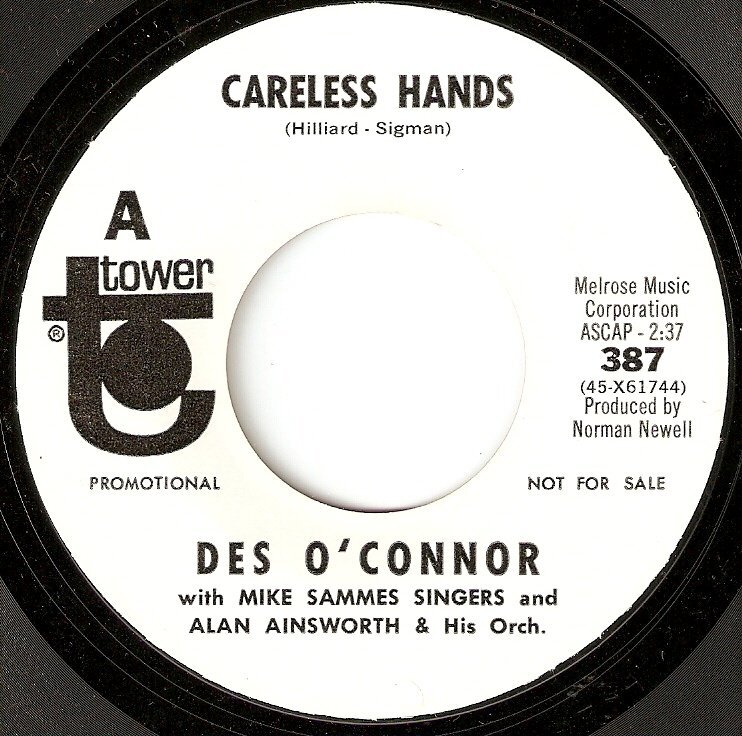 CARELESS HANDS
(Hilliard - Sigman)
A
tower
®
Melrose Music
Corporation
ASCAP - 2:37
387
(45-X61744)
Produced by
Norman Newell
PROMOTIONAL
NOT FOR SALE
DES O'CONNOR
with MIKE SAMMES SINGERS and
ALAN AINSWORTH & His Orch.